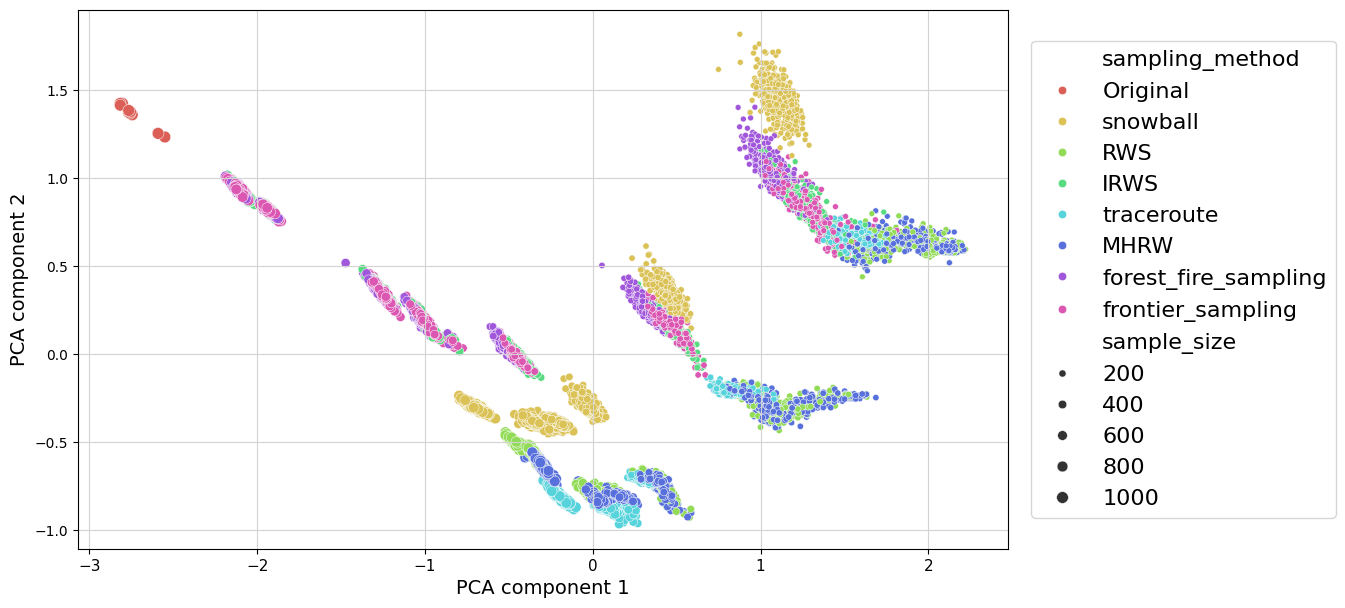 1.5
1.0
0.5
0.0
−0.5
−1.0
PCA component 2
−3
−2
−1
0
1
2
PCA component 1
sampling_method
Original
snowball
RWS
IRWS
traceroute
MHRW
forest_fire_sampling
frontier_sampling
sample_size
200
400
600
800
1000